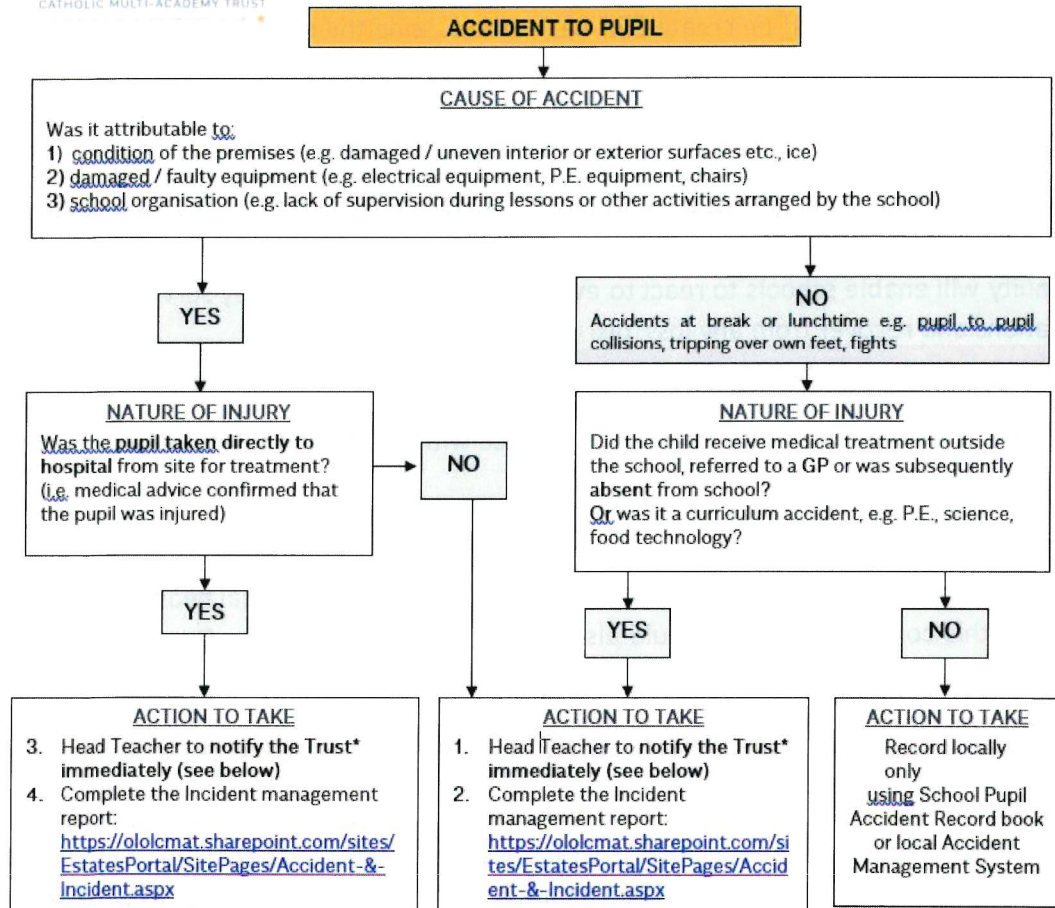 CATHOLIC MULTI-ACADEMY TRUST
ACCIDENT TO PUPIL
CAUSE OF ACCIDENT
Was it attributable to:
1) condition of the premises (e.g. damaged / uneven interior or exterior surfaces etc., ice)
2) damaged / faulty equipment (e.g. electrical equipment, P.E. equipment, chairs)
3) school organisation (e.g. lack of supervision during lessons or other activities arranged by the school)
YES
NO
Accidents at break or lunchtime e.g. pupil to pupil
collisions, tripping over own feet, fights
NATURE OF INJURY
Was the pupil taken directly to
hospital from site for treatment?
(i.e. medical advice confirmed that
the pupil was injured)
NO
NATURE OF INJURY
Did the child receive medical treatment outside
the school, referred to a GP or was subsequently
absent from school?
Or was it a curriculum accident, e.g. P.E., science,
food technology?
YES
YES
NO
ACTION TO TAKE
3. Head Teacher to notify the Trust*
immediately (see below)
4. Complete the Incident management
report:
https://ololcmat.sharepoint.com/sites/
EstatesPortal/SitePages/Accident-&-
Incident.aspx
ACTION TO TAKE
1. Head Teacher to notify the Trust*
immediately (see below)
2. Complete the Incident
management report:
https://ololcmat.sharepoint.com/si
tes/EstatesPortal/SitePages/Accid
ent-&-Incident.aspx
ACTION TO TAKE
Record locally
only
using School Pupil
Accident Record book
or local Accident
Management System